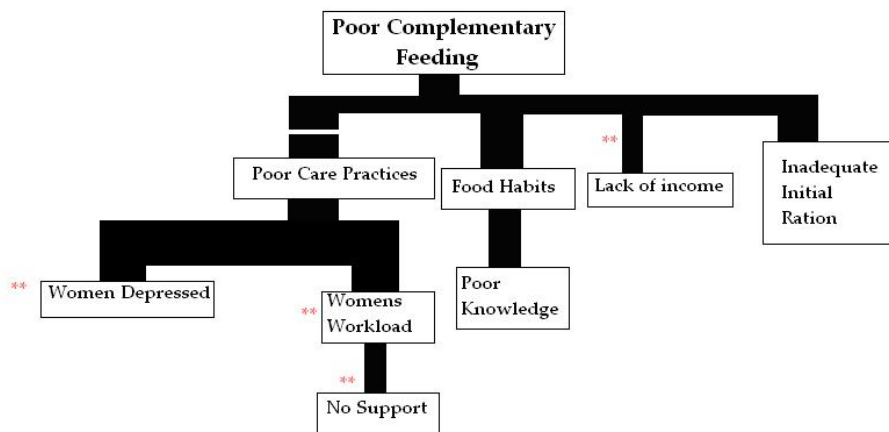 Poor Complementary
Feeding
**
Poor Care Practices
Food Habits
Lack of income
Inadequate
Initial
Ration
**
Women Depressed
**
Womens
Workload
Poor
Knowledge
**
No Support